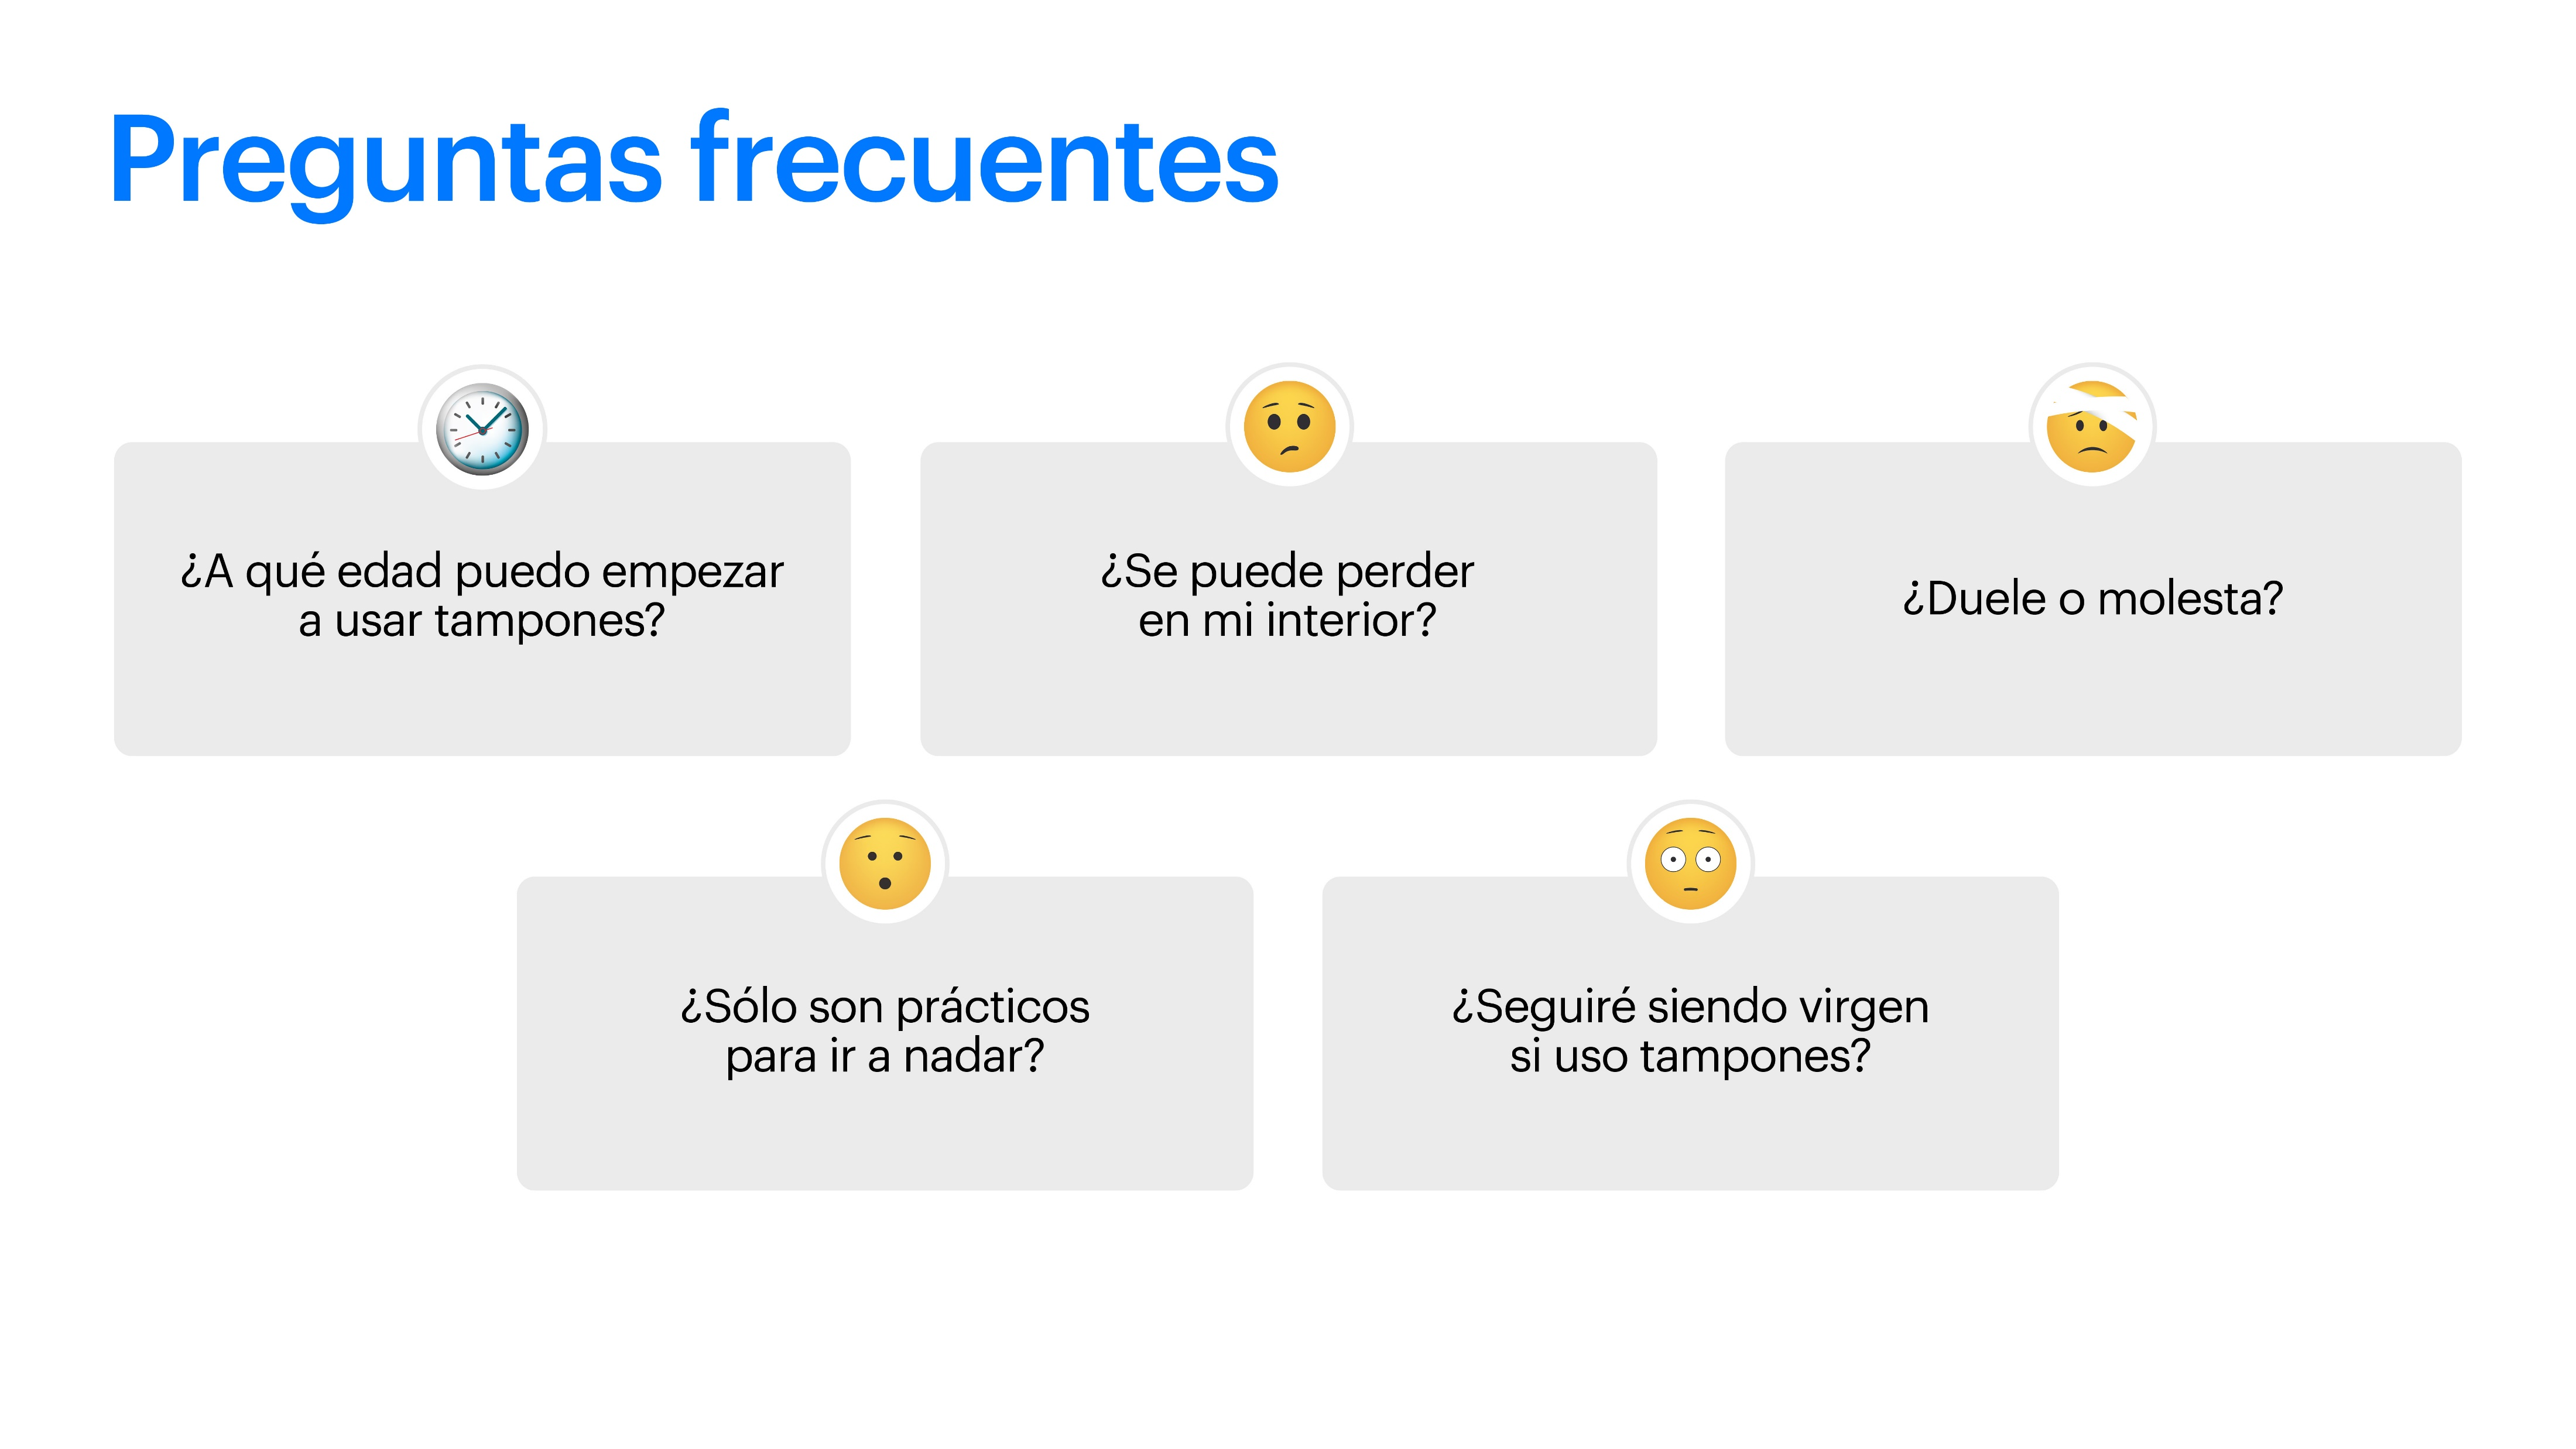 Preguntas frecuentes
¿A qué edad puedo empezar
a usar tampones?
¿Se puede perder
en mi interior?
¿Duele o molesta?
¿Sólo son prácticos
para ir a nadar?
¿Seguiré siendo virgen
si uso tampones?